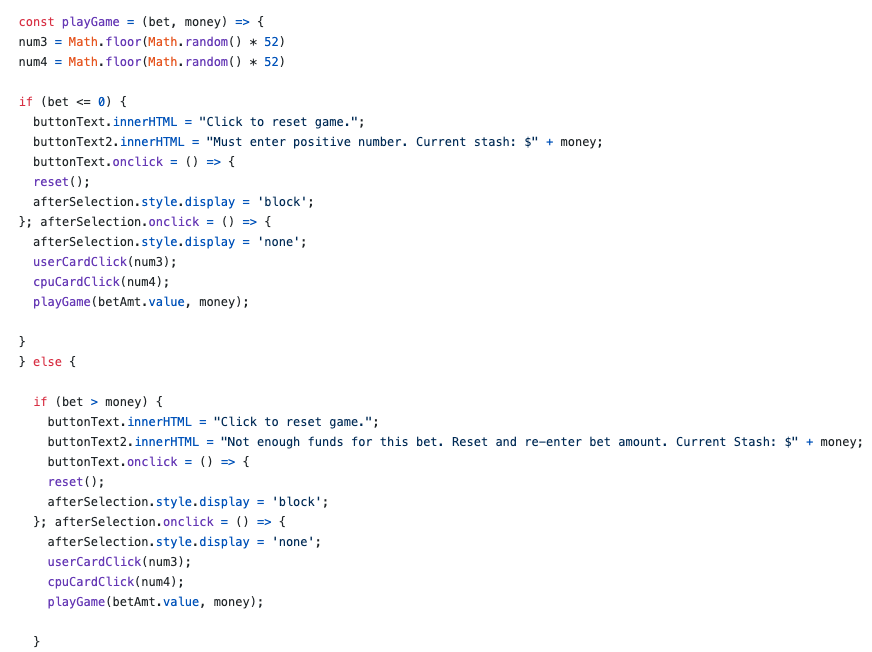 const playGame = (bet, money) => {
num3 = Math.floor(Math.random() * 52)
num4 = Math.floor(Math.random() * 52)

if (bet <= 0) {
  buttonText.innerHTML = "Click to reset game.";
  buttonText2.innerHTML = "Must enter positive number. Current stash: $" + money;
  buttonText.onclick = () => {
  reset();
  afterSelection.style.display = 'block';
}; afterSelection.onclick = () => {
  afterSelection.style.display = 'none';
  userCardClick(num3);
  cpuCardClick(num4);
  playGame(betAmt.value, money);

}
} else {

  if (bet > money) {
    buttonText.innerHTML = "Click to reset game.";
    buttonText2.innerHTML = "Not enough funds for this bet. Reset and re-enter bet amount. Current Stash: $" + money;
    buttonText.onclick = () => {
    reset();
    afterSelection.style.display = 'block';
  }; afterSelection.onclick = () => {
    afterSelection.style.display = 'none';
    userCardClick(num3);
    cpuCardClick(num4);
    playGame(betAmt.value, money);

  }